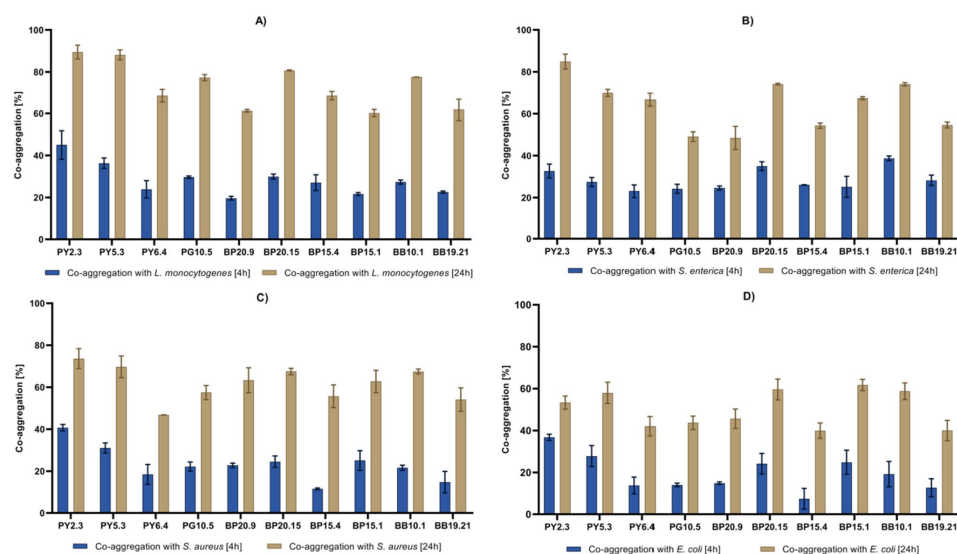 A)
Co-aggregation [%]
100
80
60
40
20
0
PY2.3 PY5.3 PY6.4 PG10.5 BP20.9 BP20.15 BP15.4 BP15.1 BB10.1 BB19.21
Co-aggregation with L. monocytogenes [4h] Co-aggregation with L. monocytogenes [24h]
B)
Co-aggregation [%]
100
80
60
40
20
0
PY2.3 PY5.3 PY6.4 PG10.5 BP20.9 BP20.15 BP15.4 BP15.1 BB10.1 BB19.21
Co-aggregation with S. enterica [4h] Co-aggregation with S. enterica [24h]
C)
Co-aggregation [%]
100
80
60
40
20
0
PY2.3 PY5.3 PY6.4 PG10.5 BP20.9 BP20.15 BP15.4 BP15.1 BB10.1 BB19.21
Co-aggregation with S. aureus [4h] Co-aggregation with S. aureus [24h]
D)
Co-aggregation [%]
100
80
60
40
20
0
PY2.3 PY5.3 PY6.4 PG10.5 BP20.9 BP20.15 BP15.4 BP15.1 BB10.1 BB19.21
Co-aggregation with E. coli [4h] Co-aggregation with E. coli [24h]